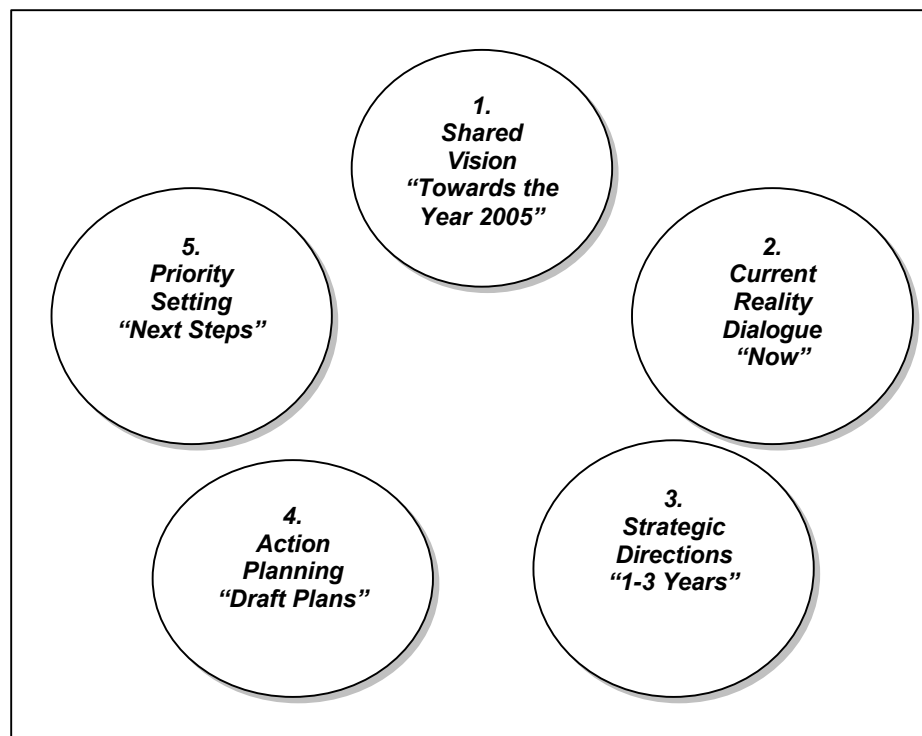 1.
Shared
Vision
“Towards the
Year 2005”
2.
Current
Reality
Dialogue
“Now”
3.
Strategic
Directions
“1-3 Years”
4.
Action
Planning
“Draft Plans”
5.
Priority
Setting
“Next Steps”